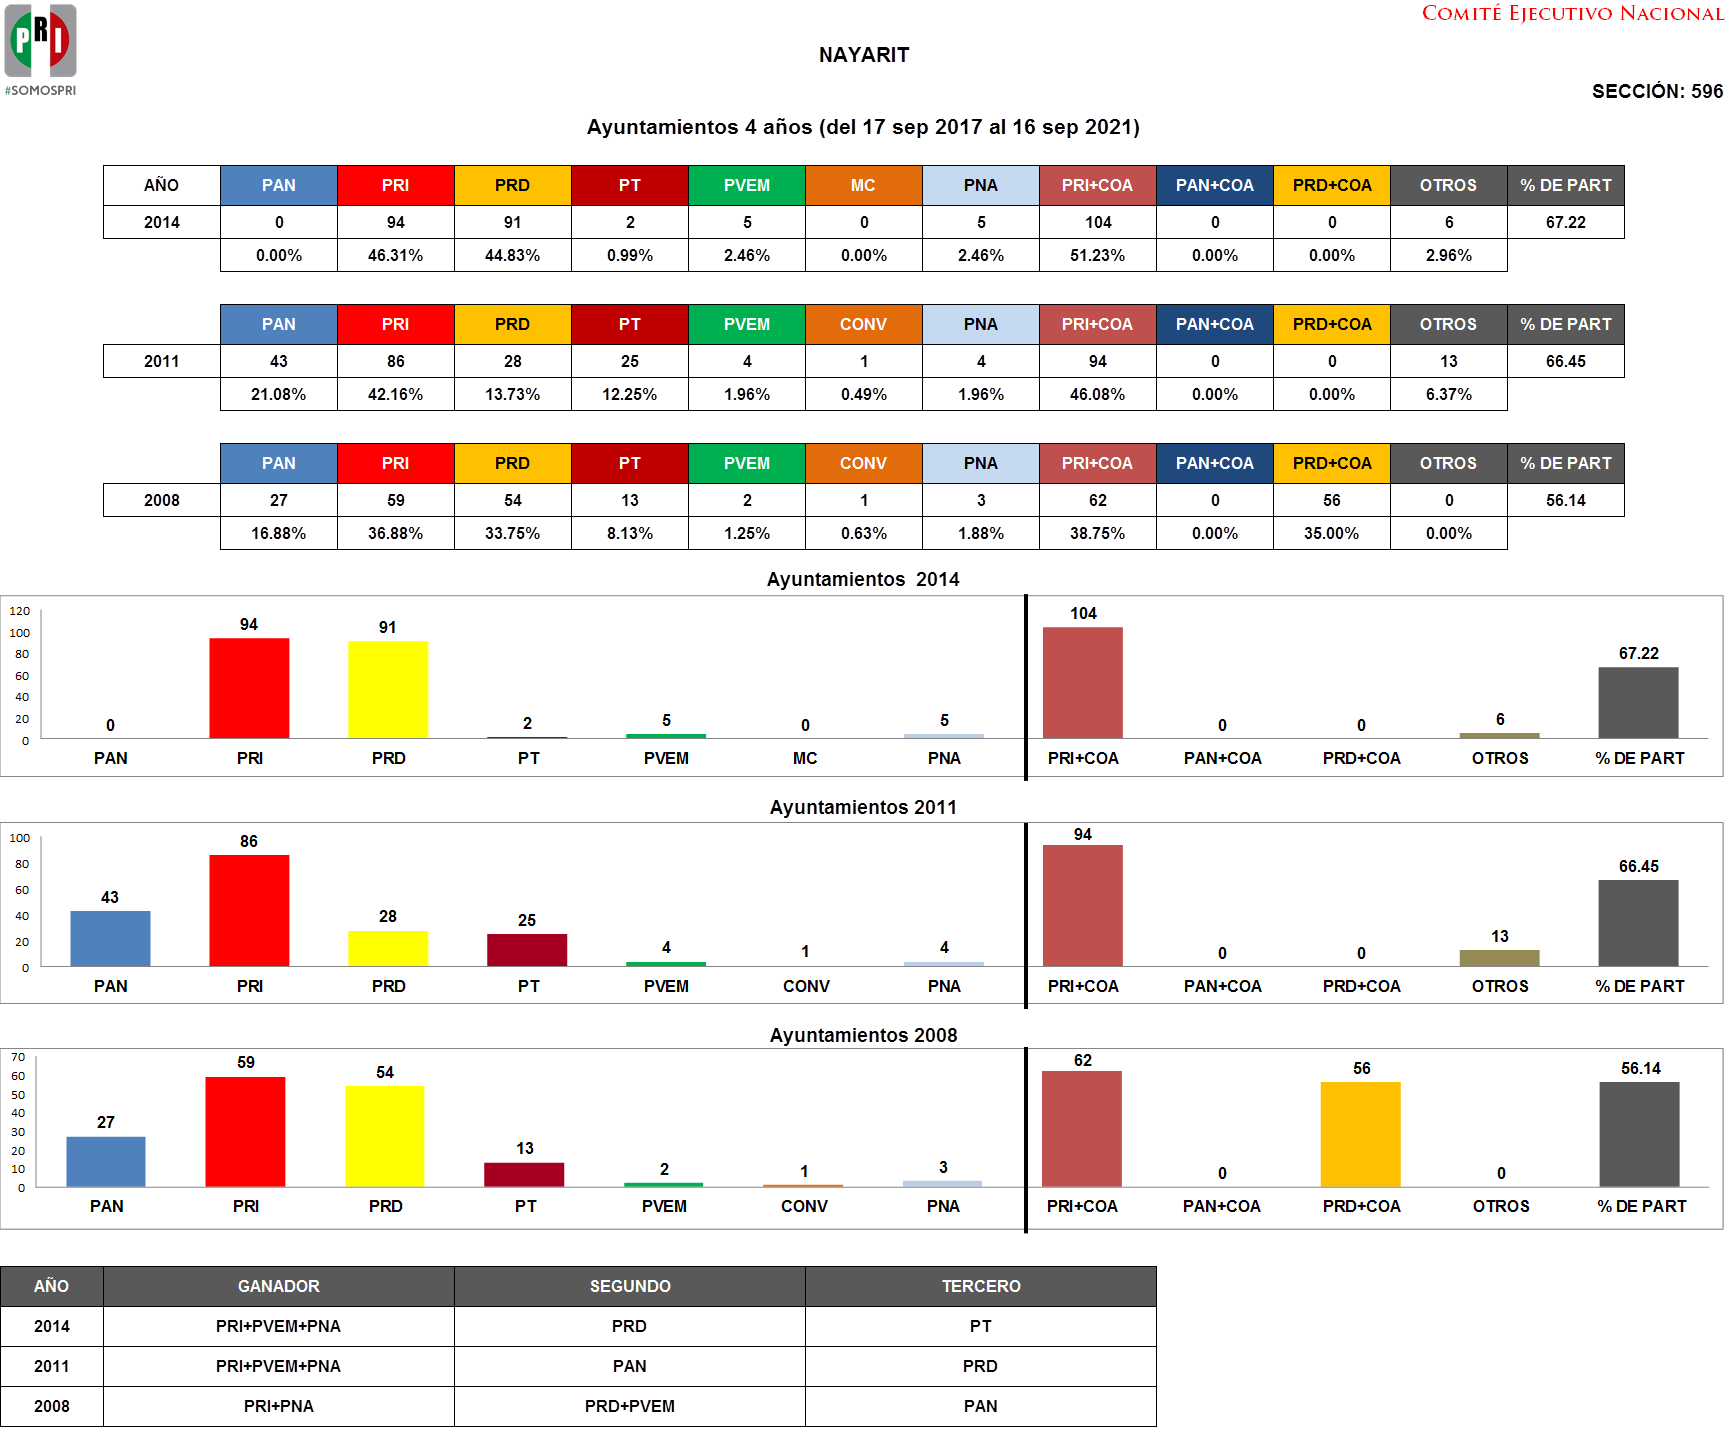 PRI
#SOMOSPRI
COMITÉ EJECUTIVO NACIONAL
NAYARIT
SECCIÓN: 596
Ayuntamientos 4 años (del 17 sep 2017 al 16 sep 2021)
AÑO PAN PRI PRD PT PVEM MC PNA PRI+COA PAN+COA PRD+COA OTROS % DE PART
2014 0 94 91 2 5 0 5 104 0 0 6 67.22
0.00% 46.31% 44.83% 0.99% 2.46% 0.00% 2.46% 51.23% 0.00% 0.00% 2.96%
PAN PRI PRD PT PVEM CONV PNA PRI+COA PAN+COA PRD+COA OTROS % DE PART
2011 43 86 28 25 4 1 4 94 0 0 13 66.45
21.08% 42.16% 13.73% 12.25% 1.96% 0.49% 1.96% 46.08% 0.00% 0.00% 6.37%
PAN PRI PRD PT PVEM CONV PNA PRI+COA PAN+COA PRD+COA OTROS % DE PART
2008 27 59 54 13 2 1 3 62 0 56 0 56.14
16.88% 36.88% 33.75% 8.13% 1.25% 0.63% 1.88% 38.75% 0.00% 35.00% 0.00%
Ayuntamientos 2014
120
100
80
60
40
20
0
0 94 91 2 5 0 5 104 0 0 6 67.22
PAN PRI PRD PT PVEM MC PNA PRI+COA PAN+COA PRD+COA OTROS % DE PART
Ayuntamientos 2011
100
80
60
40
20
0
43 86 28 25 4 1 4 94 0 0 13 66.45
PAN PRI PRD PT PVEM CONV PNA PRI+COA PAN+COA PRD+COA OTROS % DE PART
Ayuntamientos 2008
70
60
50
40
30
20
10
0
27 59 54 13 2 1 3 62 0 56 0 56.14
PAN PRI PRD PT PVEM CONV PNA PRI+COA PAN+COA PRD+COA OTROS % DE PART
AÑO GANADOR SEGUNDO TERCERO
2014 PRI+PVEM+PNA PRD PT
2011 PRI+PVEM+PNA PAN PRD
2008 PRI+PNA PRD+PVEM PAN